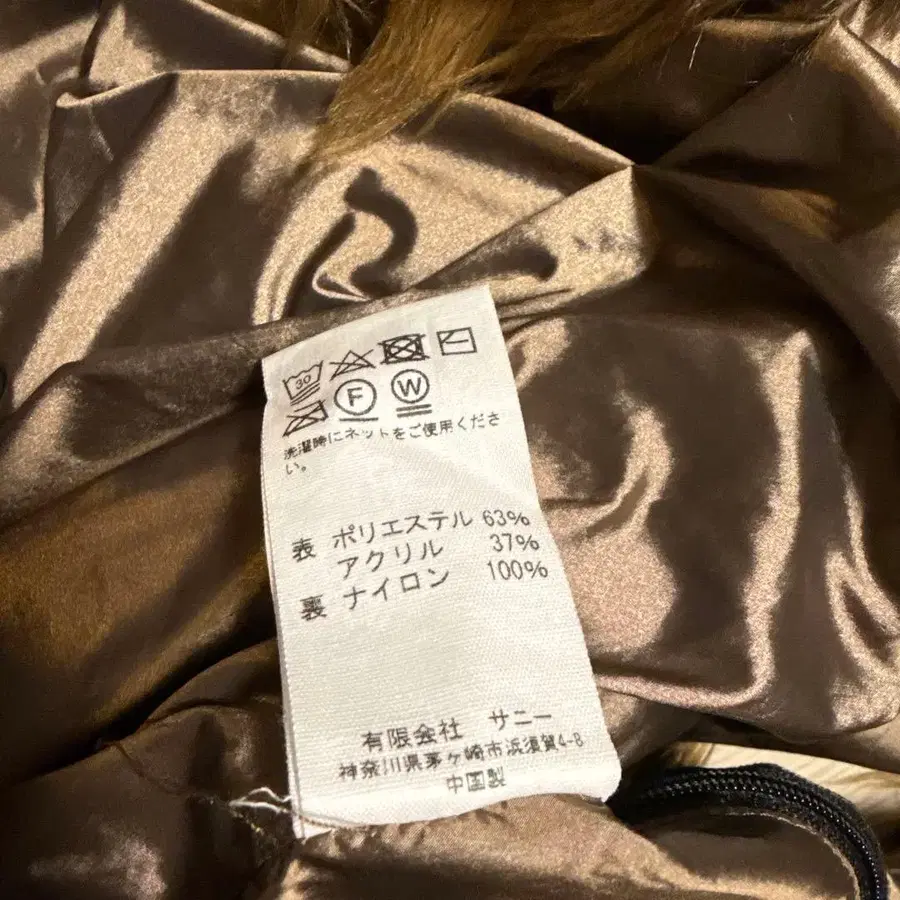 30
F W
洗濯時にネットをご使用くださ
い。
表 ポリエステル 63%
アクリル 37%
裏 ナイロン 100%
有限会社 サニー
神奈川県茅ヶ崎市浜須賀4-8
中国製